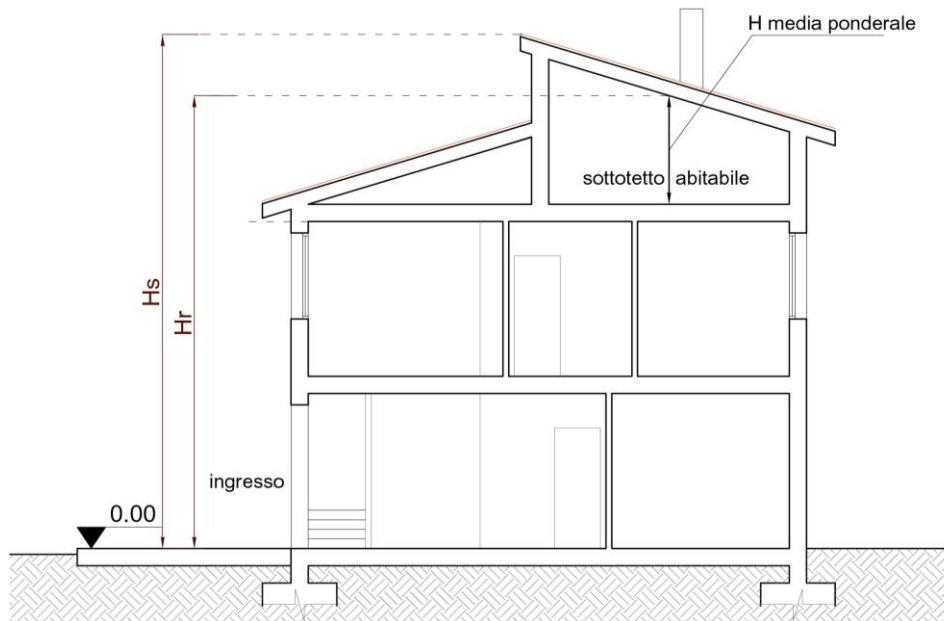 H media ponderale
sottotetto abitabile
Hs
Hr
ingresso
0.00